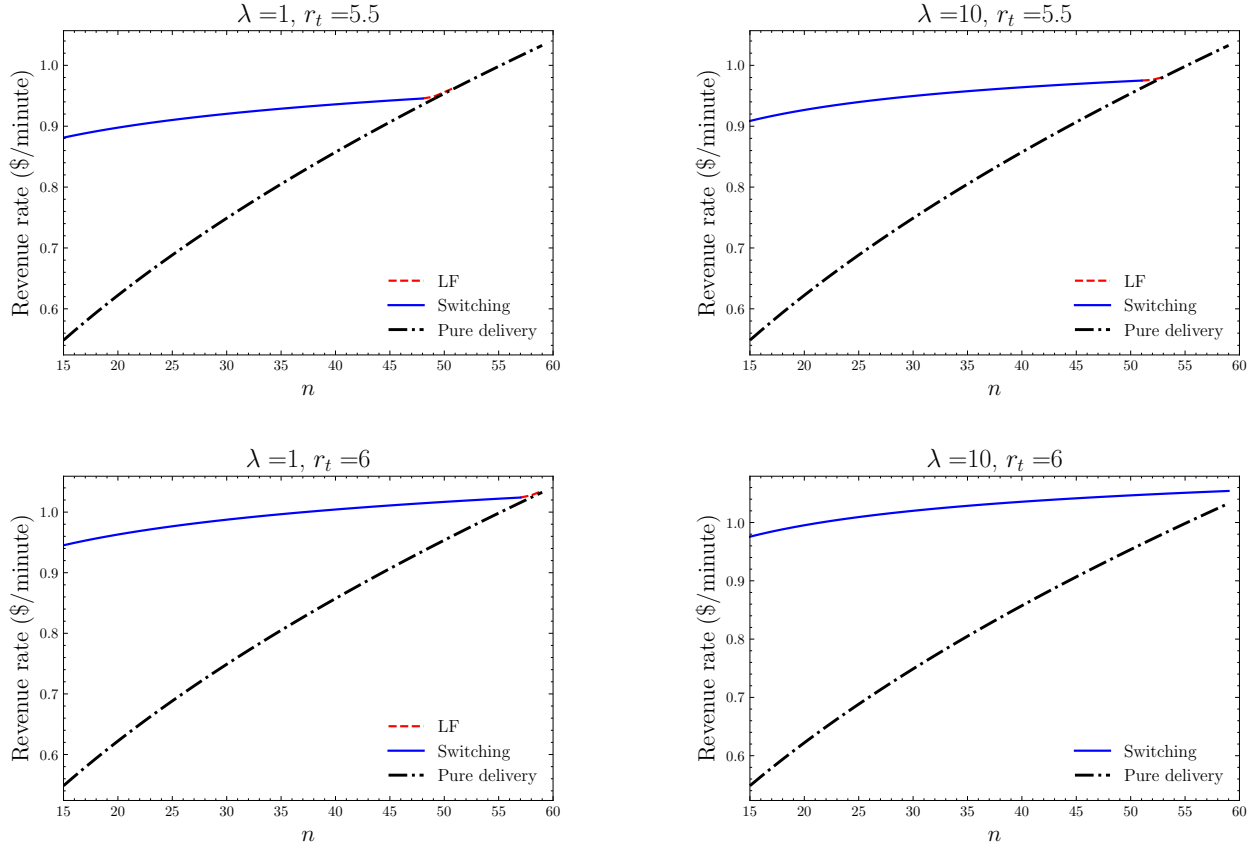 λ =1, r_t =5.5
Revenue rate ($/minute)
1.0
0.9
0.8
0.7
0.6
LF
Switching
Pure delivery
15 20 25 30 35 40 45 50 55 60
n
λ =10, r_t =5.5
Revenue rate ($/minute)
1.0
0.9
0.8
0.7
0.6
LF
Switching
Pure delivery
15 20 25 30 35 40 45 50 55 60
n
λ =1, r_t =6
Revenue rate ($/minute)
1.0
0.9
0.8
0.7
0.6
LF
Switching
Pure delivery
15 20 25 30 35 40 45 50 55 60
n
λ =10, r_t =6
Revenue rate ($/minute)
1.0
0.9
0.8
0.7
0.6
Switching
Pure delivery
15 20 25 30 35 40 45 50 55 60
n